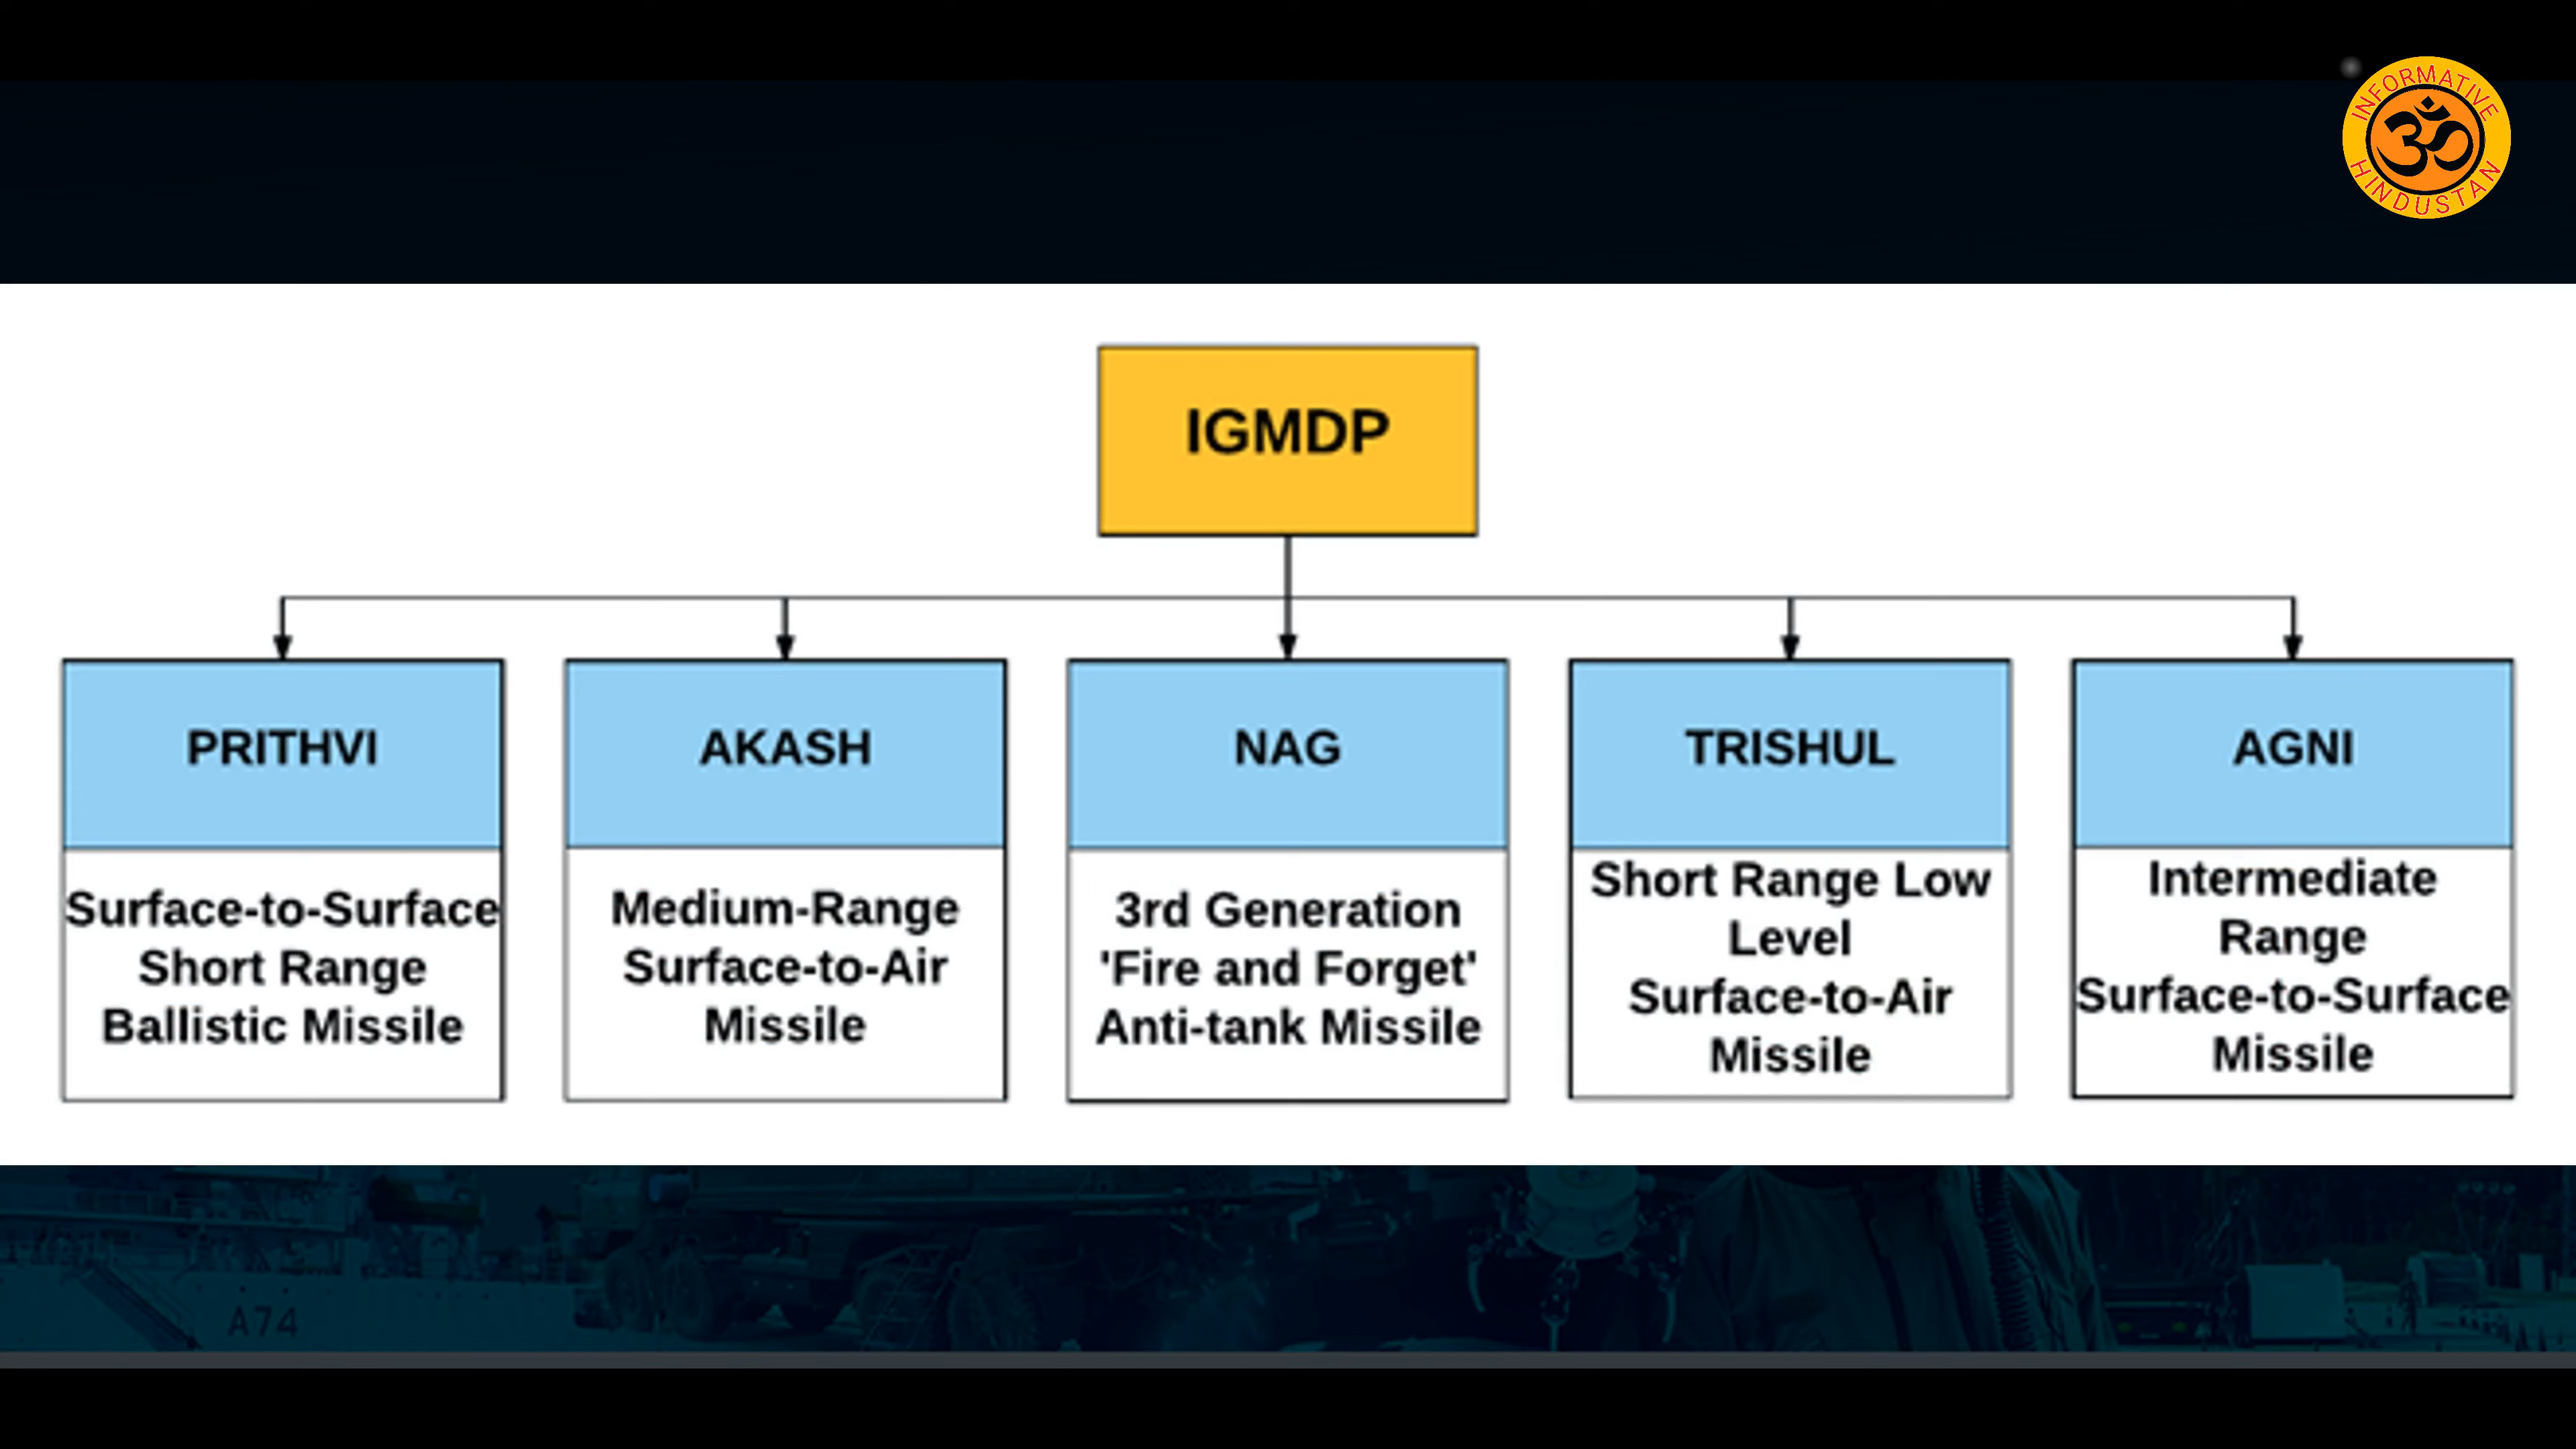 INFORMATIVE
ॐ
HINDUSTAN
IGMDP
PRITHVI
Surface-to-Surface
Short Range
Ballistic Missile
AKASH
Medium-Range
Surface-to-Air
Missile
NAG
3rd Generation
'Fire and Forget'
Anti-tank Missile
TRISHUL
Short Range Low
Level
Surface-to-Air
Missile
AGNI
Intermediate
Range
Surface-to-Surface
Missile
A74